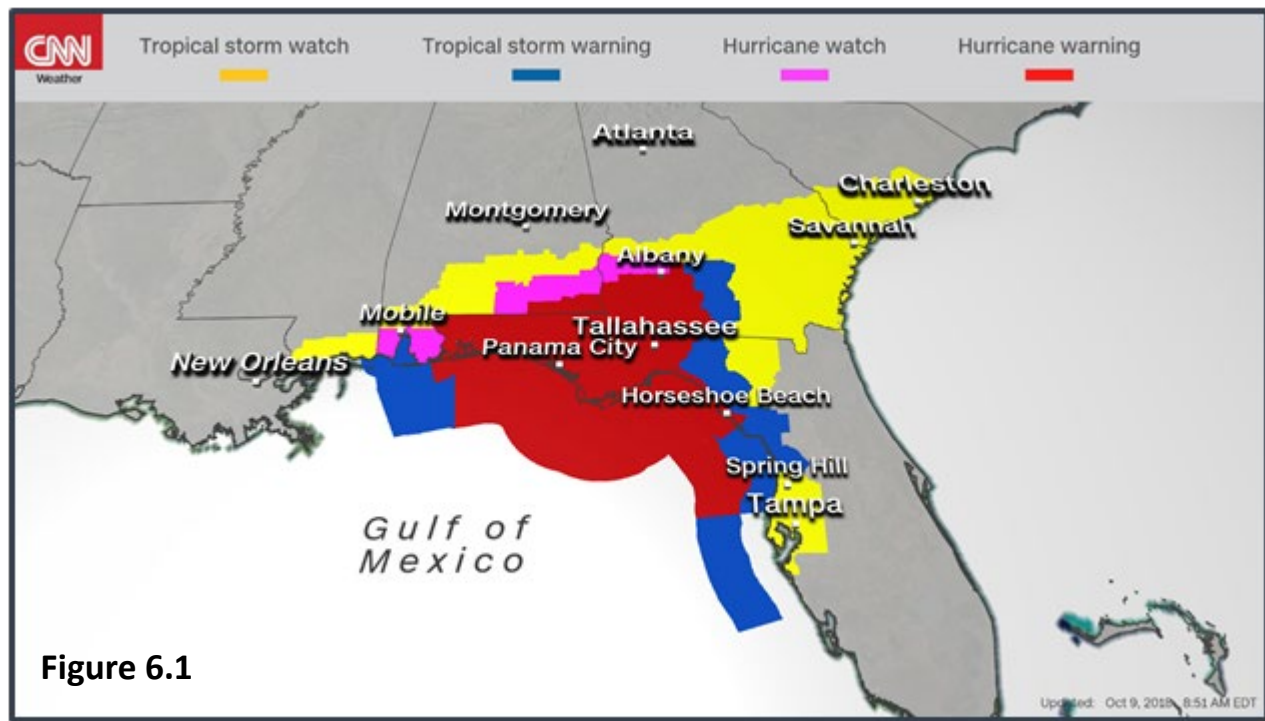 CNN
Weather
Tropical storm watch
Tropical storm warning
Hurricane watch
Hurricane warning
Atlanta
Charleston
Montgomery
Savannah
Albany
Mobile
Tallahassee
Panama City
New Orleans
Horseshoe Beach
Spring Hill
Tampa
Gulf of
Mexico
Figure 6.1
Updated: Oct 9, 2018 8:51 AM EDT